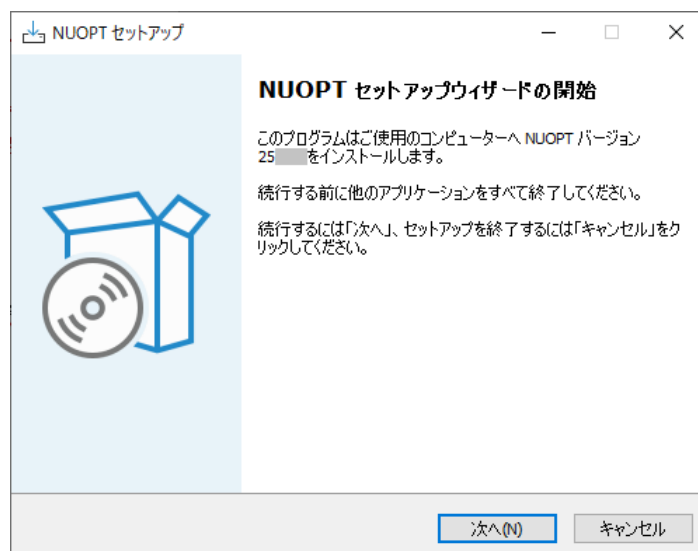 NUOPT セットアップ
NUOPT セットアップウィザードの開始
このプログラムはご使用のコンピューターへ NUOPT バージョン
25 をインストールします。
続行する前に他のアプリケーションをすべて終了してください。
続行するには「次へ」、セットアップを終了するには「キャンセル」をク
リックしてください。
次へ(N)
キャンセル